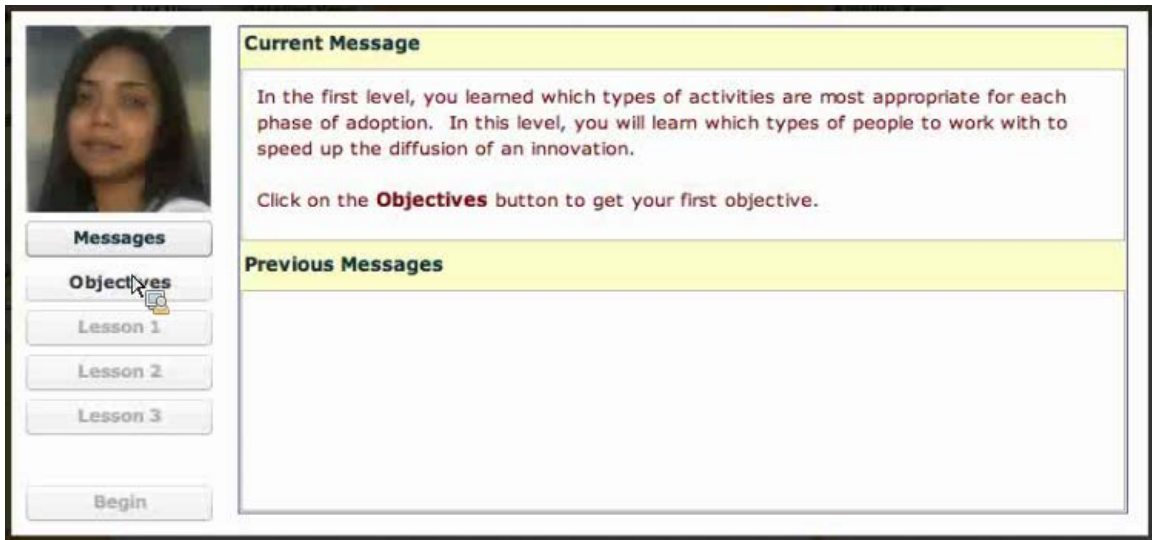 Current Message
In the first level, you learned which types of activities are most appropriate for each
phase of adoption. In this level, you will learn which types of people to work with to
speed up the diffusion of an innovation.
Click on the Objectives button to get your first objective.
Messages
Previous Messages
Objectives
Lesson 1
Lesson 2
Lesson 3
Begin